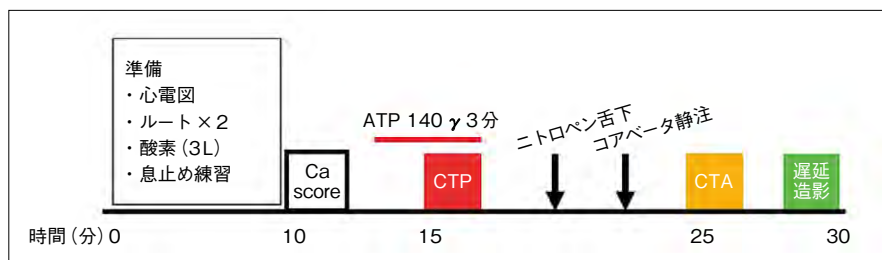 準備
・心電図
・ルート×2
・酸素(3L)
・息止め練習
Ca
score
ATP 140 γ 3分
CTP
ニトロペン舌下
コアベータ静注
CTA
遅延
造影
時間(分) 0 10 15 25 30